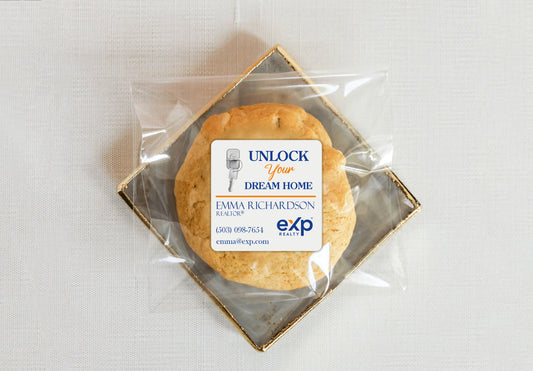 UNLOCK
Your
DREAM HOME
EMMA RICHARDSON
REALTOR®
(503) 098-7654
emma@exp.com
eXp
REALTY